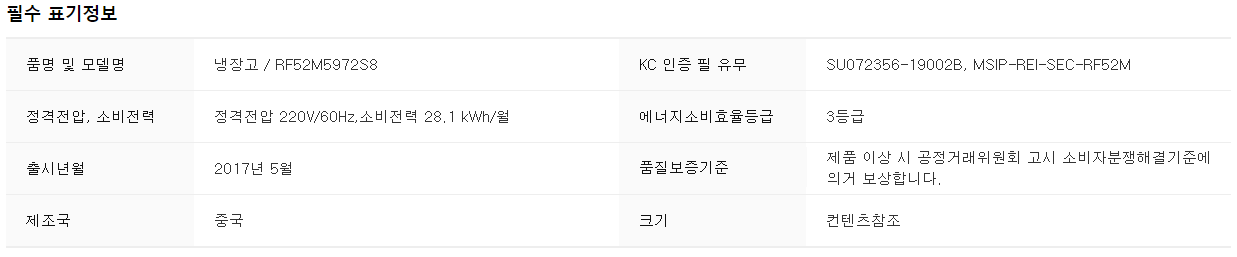 필수 표기정보
품명 및 모델명 냉장고 / RF52M5972S8 KC 인증 필 유무 SU072356-19002B, MSIP-REI-SEC-RF52M
정격전압, 소비전력 정격전압 220V/60Hz,소비전력 28.1 kWh/월 에너지소비효율등급 3등급
출시년월 2017년 5월 품질보증기준 제품 이상 시 공정거래위원회 고시 소비자분쟁해결기준에
의거 보상합니다.
제조국 중국 크기 컨텐츠참조